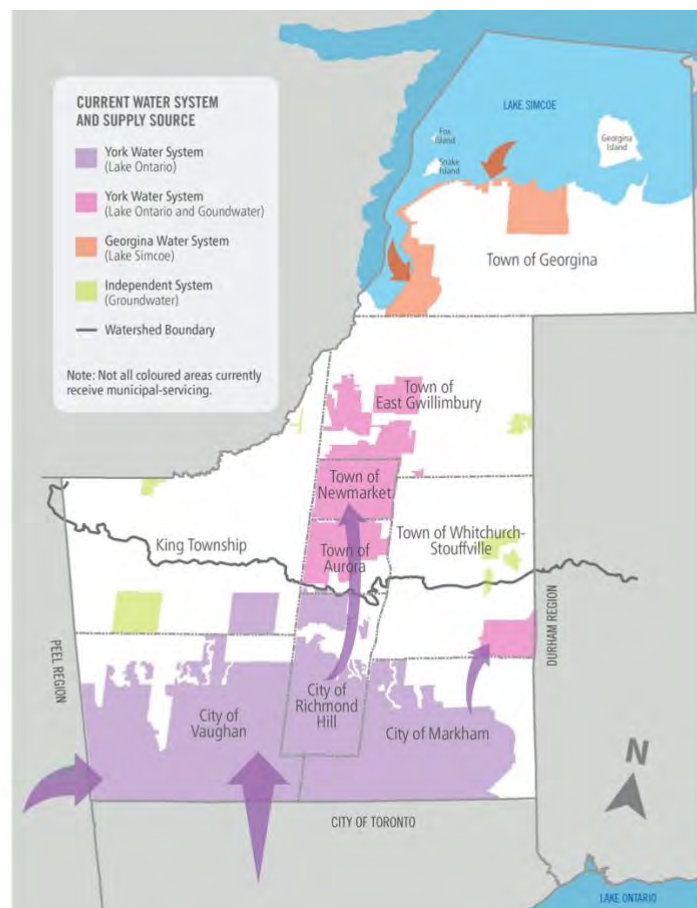 CURRENT WATER SYSTEM
AND SUPPLY SOURCE
York Water System
(Lake Ontario)
York Water System
(Lake Ontario and Goundwater)
Georgina Water System
(Lake Simcoe)
Independent System
(Groundwater)
Watershed Boundary
Note: Not all coloured areas currently
receive municipal-servicing.
LAKE SIMCOE
Fox
Island
Snake
Island
Georgina
Island
Town of Georgina
Town of
East Gwillimbury
Town of
Newmarket
Town of Whitchurch-
Stouffville
King Township
Town of
Aurora
PEEL REGION
DURHAM REGION
City of
Vaughan
City of
Richmond
Hill
City of Markham
N
CITY OF TORONTO
LAKE ONTARIO